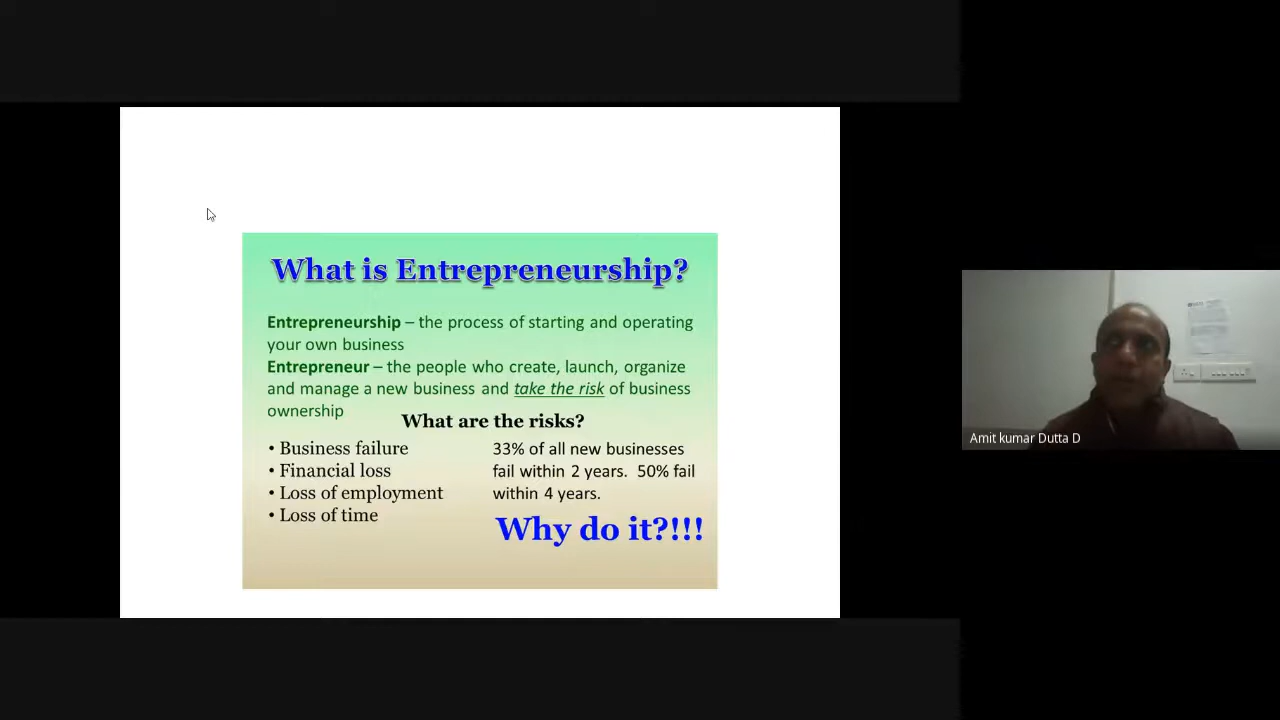 What is Entrepreneurship?
Entrepreneurship – the process of starting and operating
your own business
Entrepreneur – the people who create, launch, organize
and manage a new business and take the risk of business
ownership
What are the risks?
• Business failure
• Financial loss
• Loss of employment
• Loss of time
33% of all new businesses
fail within 2 years.  50% fail
within 4 years.
Why do it?!!!
Amit kumar Dutta D